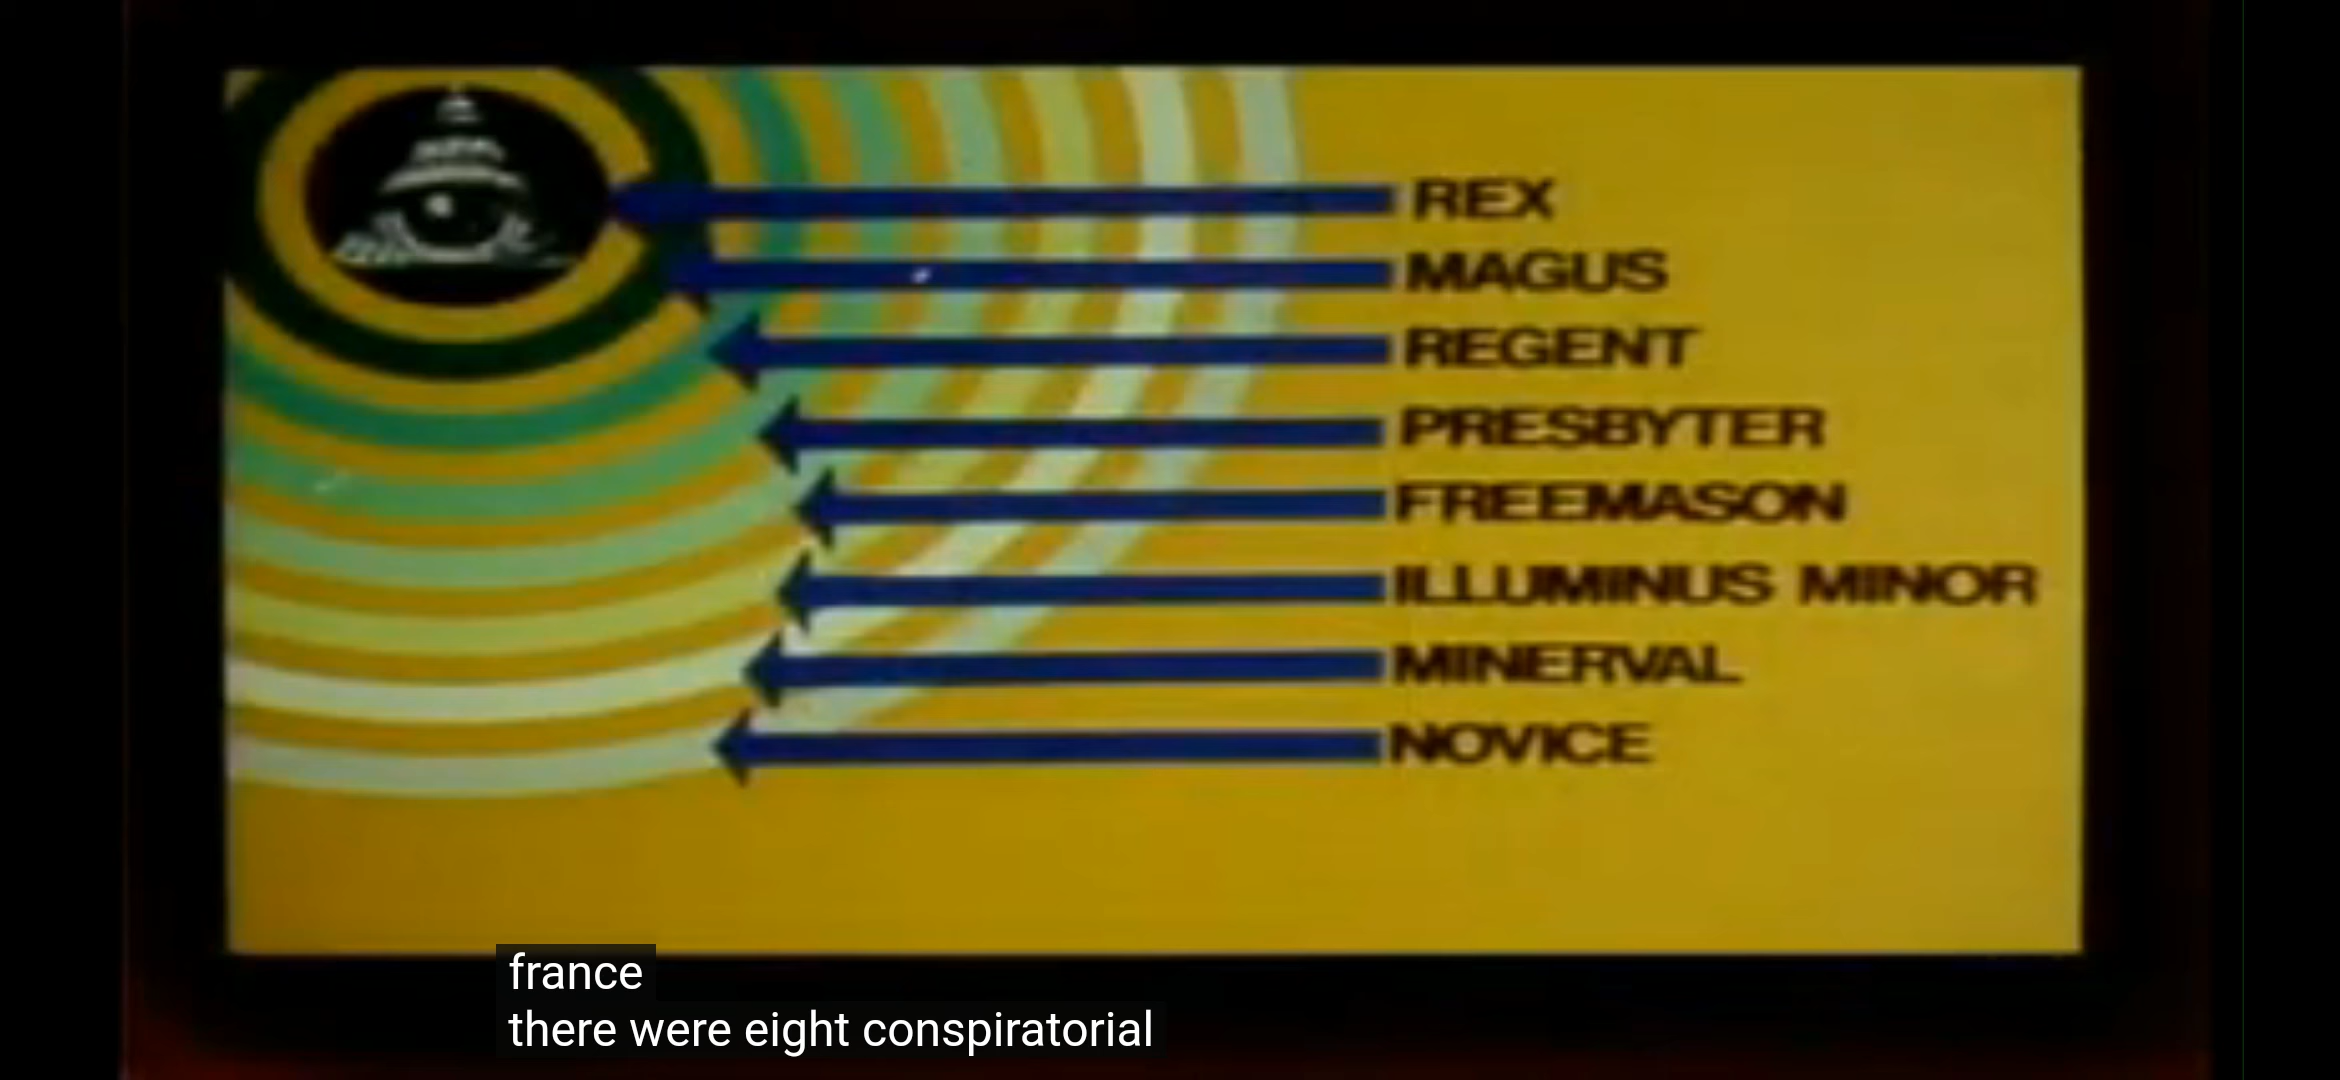 REX
MAGUS
REGENT
PRESBYTER
FREEMASON
ILLUMINUS MINOR
MINERVAL
NOVICE
france
there were eight conspiratorial